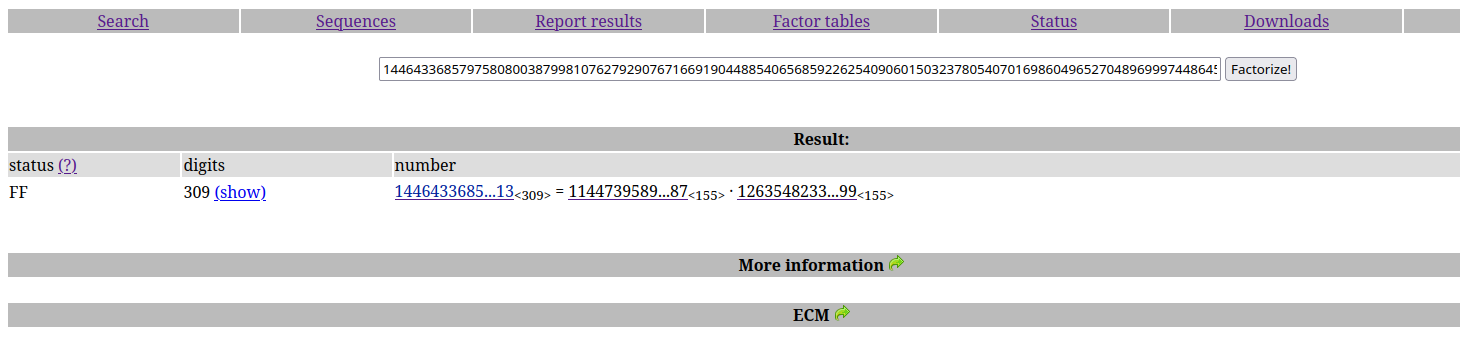 Search Sequences Report results Factor tables Status Downloads
1446433685797580800387998107627929076716691904488540656859226254090601503237805407016986049652704896999744864 Factorize!
Result:
status (?) digits number
FF 309 (show) 1446433685...13<309> = 1144739589...87<155> · 1263548233...99<155>
More information
ECM